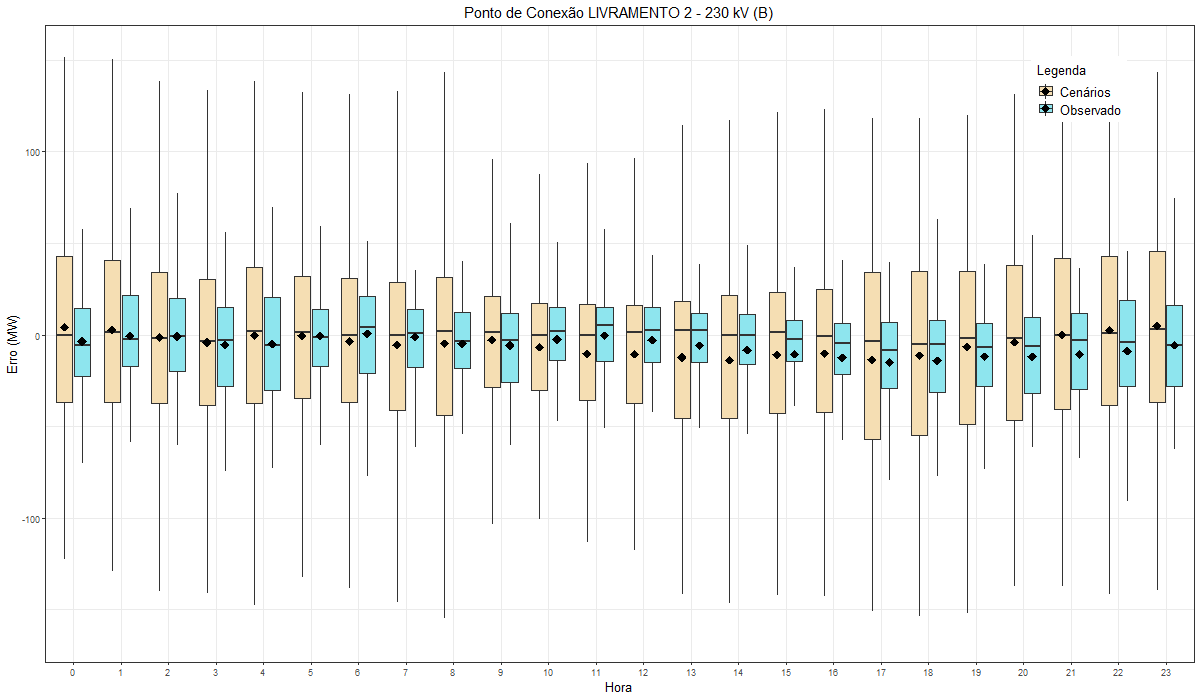 Ponto de Conexão LIVRAMENTO 2 - 230 kV (B)
Legenda
Cenários
Observado
Erro (MW)
100
0
-100
0 1 2 3 4 5 6 7 8 9 10 11 12 13 14 15 16 17 18 19 20 21 22 23
Hora